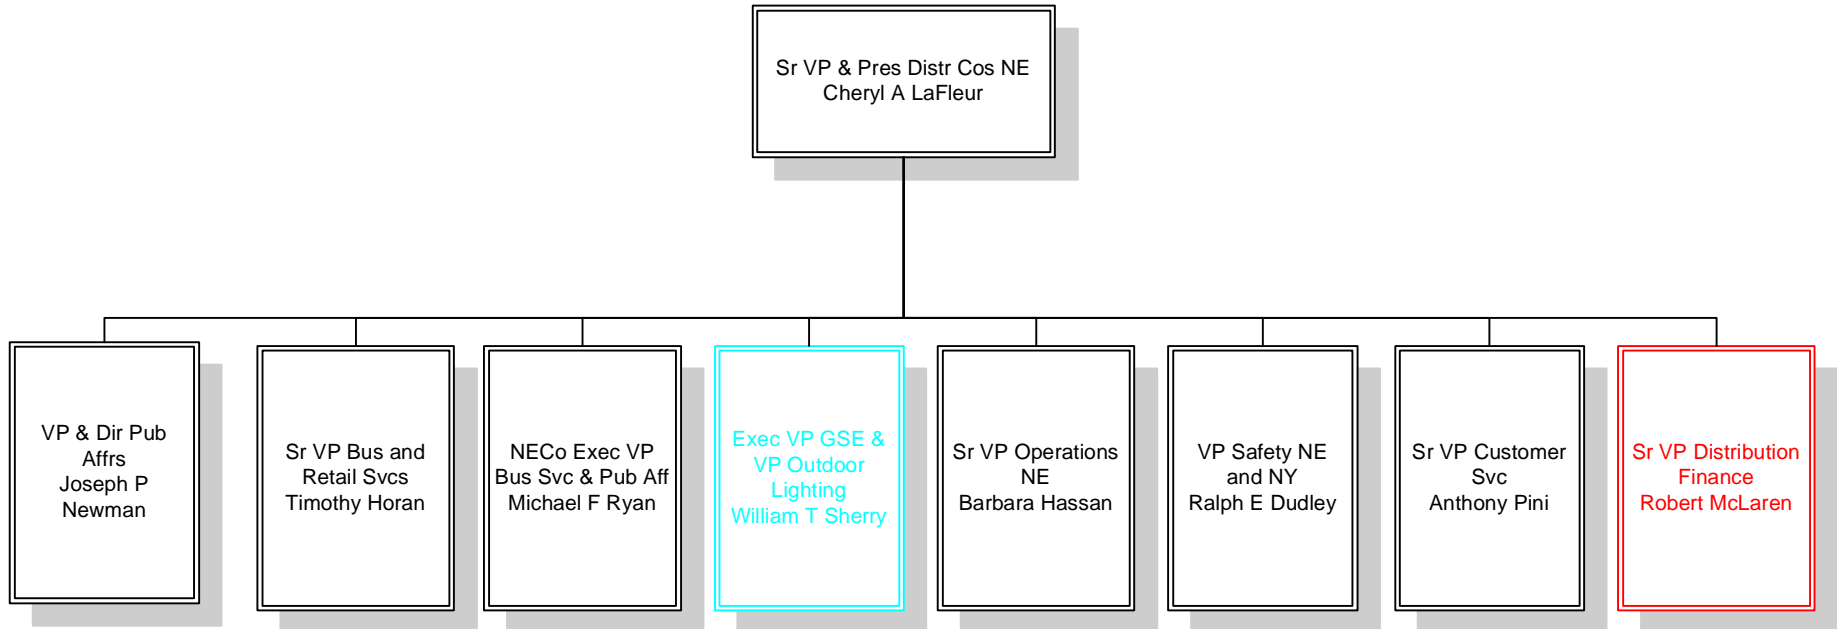 Sr VP & Pres Distr Cos NE
Cheryl A LaFleur
VP & Dir Pub
Affrs
Joseph P
Newman
Sr VP Bus and
Retail Svcs
Timothy Horan
NECo Exec VP
Bus Svc & Pub Aff
Michael F Ryan
Exec VP GSE &
VP Outdoor
Lighting
William T Sherry
Sr VP Operations
NE
Barbara Hassan
VP Safety NE
and NY
Ralph E Dudley
Sr VP Customer
Svc
Anthony Pini
Sr VP Distribution
Finance
Robert McLaren